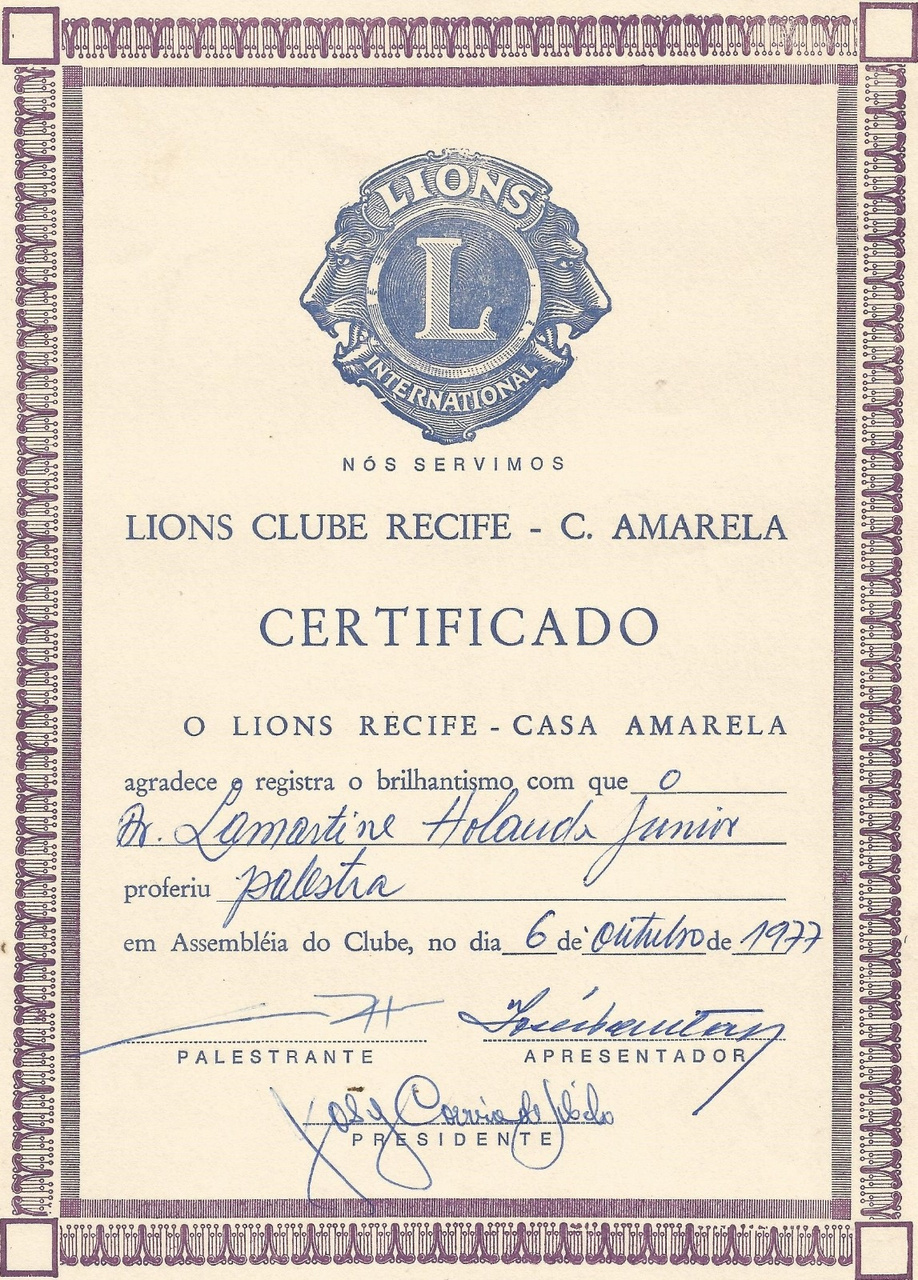 LIONS
L
INTERNATIONAL
NÓS SERVIMOS
LIONS CLUBE RECIFE - C. AMARELA
CERTIFICADO
O LIONS RECIFE - CASA AMARELA
agradece e registra o brilhantismo com que o
Dr. Lamartine Holanda Junior
proferiu palestra
em Assembléia do Clube, no dia 6 de outubro de 1977
PALESTRANTE
APRESENTADOR
Correia de
PRESIDENTE